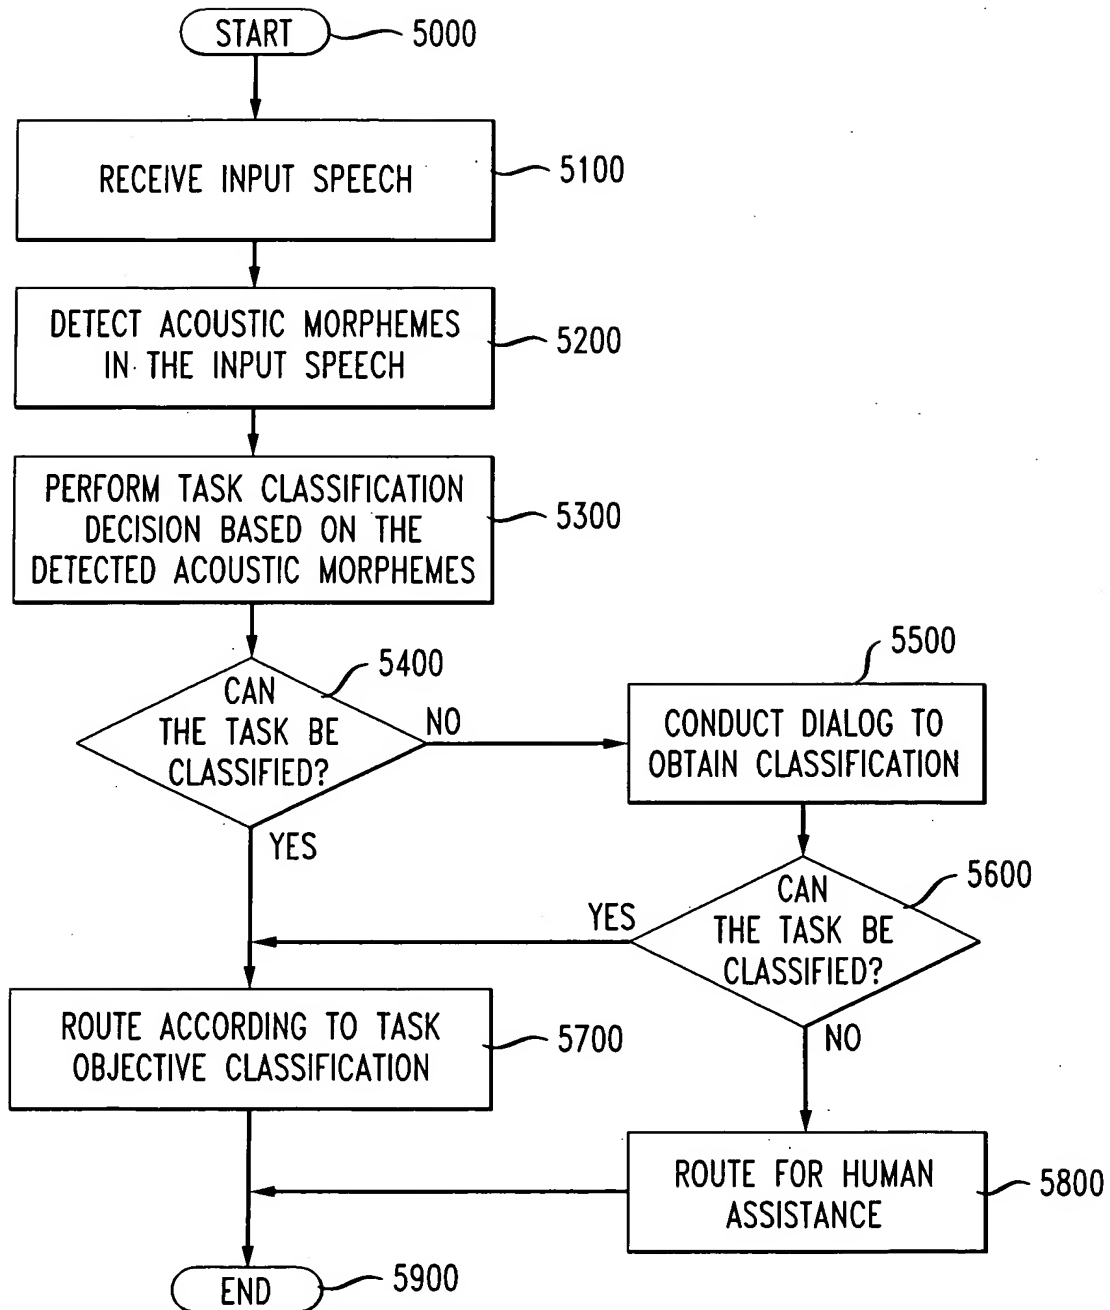 START
5000
RECEIVE INPUT SPEECH
5100
DETECT ACOUSTIC MORPHEMES
IN THE INPUT SPEECH
5200
PERFORM TASK CLASSIFICATION
DECISION BASED ON THE
DETECTED ACOUSTIC MORPHEMES
5300
CAN
THE TASK BE
CLASSIFIED?
5400
NO
YES
5500
CONDUCT DIALOG TO
OBTAIN CLASSIFICATION
CAN
THE TASK BE
CLASSIFIED?
5600
YES
NO
ROUTE ACCORDING TO TASK
OBJECTIVE CLASSIFICATION
5700
ROUTE FOR HUMAN
ASSISTANCE
5800
END
5900